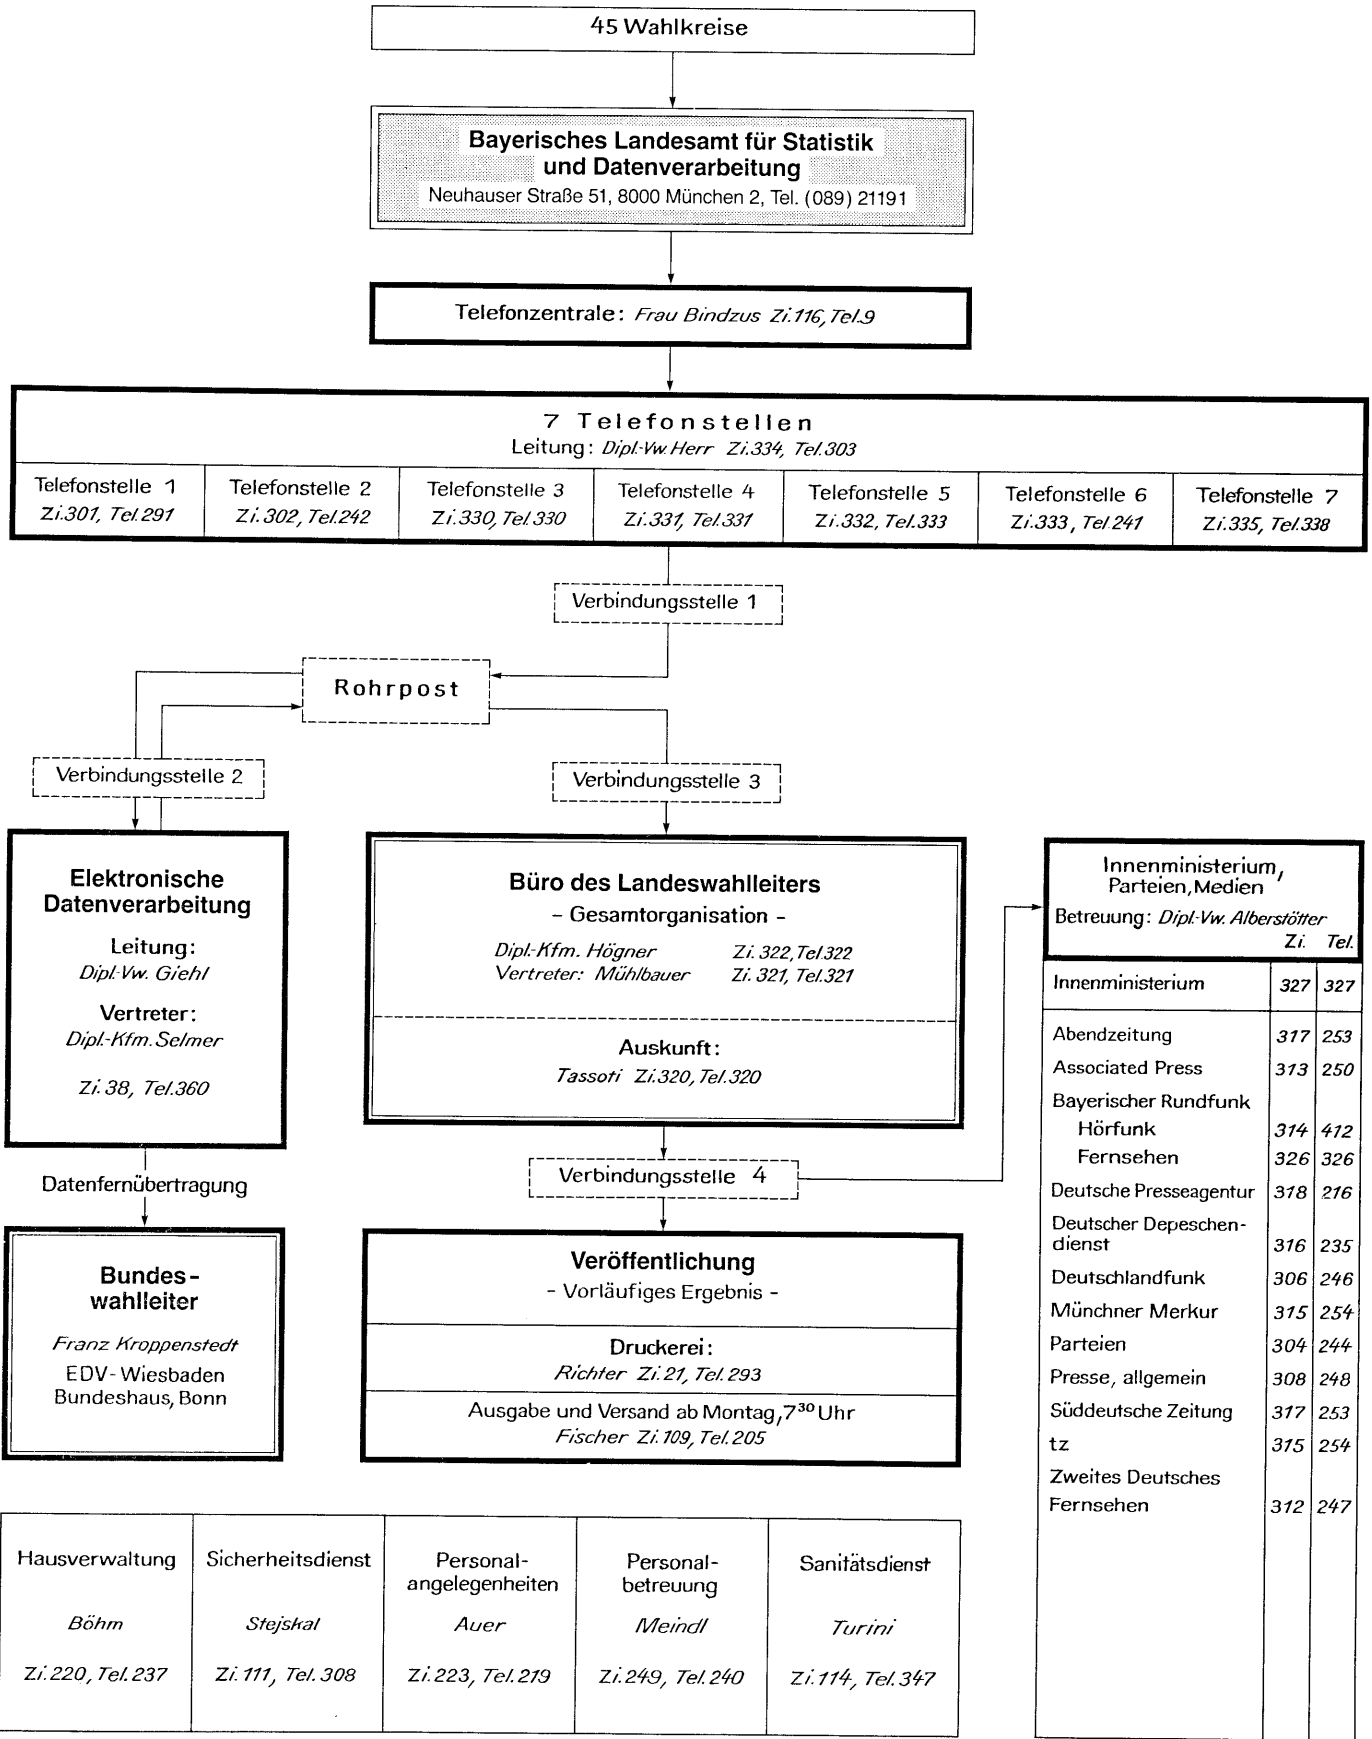 45 Wahlkreise
Bayerisches Landesamt für Statistik
und Datenverarbeitung
Neuhauser Straße 51, 8000 München 2, Tel. (089) 21191
Telefonzentrale: Frau Bindzus Zi.116, Tel.9
7 Telefonstellen
Leitung: Dipl.-Vw. Herr Zi.334, Tel.303
Telefonstelle 1
Zi.301, Tel.291
Telefonstelle 2
Zi.302, Tel.242
Telefonstelle 3
Zi.330, Tel.330
Telefonstelle 4
Zi.331, Tel.331
Telefonstelle 5
Zi.332, Tel.333
Telefonstelle 6
Zi.333, Tel.241
Telefonstelle 7
Zi.335, Tel.338
Verbindungsstelle 1
Rohrpost
Verbindungsstelle 2
Verbindungsstelle 3
Elektronische
Datenverarbeitung
Leitung:
Dipl.-Vw. Giehl
Vertreter:
Dipl.-Kfm. Selmer
Zi.38, Tel.360
Datenfernübertragung
Bundes-
wahlleiter
Franz Kroppenstedt
EDV-Wiesbaden
Bundeshaus, Bonn
Büro des Landeswahlleiters
- Gesamtorganisation -
Dipl.-Kfm. Högner Zi.322, Tel.322
Vertreter: Mühlbauer Zi.321, Tel.321
Auskunft:
Tassoti Zi.320, Tel.320
Verbindungsstelle 4
Veröffentlichung
- Vorläufiges Ergebnis -
Druckerei:
Richter Zi.21, Tel.293
Ausgabe und Versand ab Montag, 7³⁰ Uhr
Fischer Zi.109, Tel.205
Innenministerium,
Parteien, Medien
Betreuung: Dipl.-Vw. Alberstötter
Zi. Tel.
Innenministerium 327 327
Abendzeitung 317 253
Associated Press 313 250
Bayerischer Rundfunk
Hörfunk 314 412
Fernsehen 326 326
Deutsche Presseagentur 318 216
Deutscher Depeschen-
dienst 316 235
Deutschlandfunk 306 246
Münchner Merkur 315 254
Parteien 304 244
Presse, allgemein 308 248
Süddeutsche Zeitung 317 253
tz 315 254
Zweites Deutsches
Fernsehen 312 247
Hausverwaltung
Böhm
Zi.220, Tel.237
Sicherheitsdienst
Stejskal
Zi.111, Tel.308
Personal-
angelegenheiten
Auer
Zi.223, Tel.219
Personal-
betreuung
Meindl
Zi.249, Tel.240
Sanitätsdienst
Turini
Zi.114, Tel.347